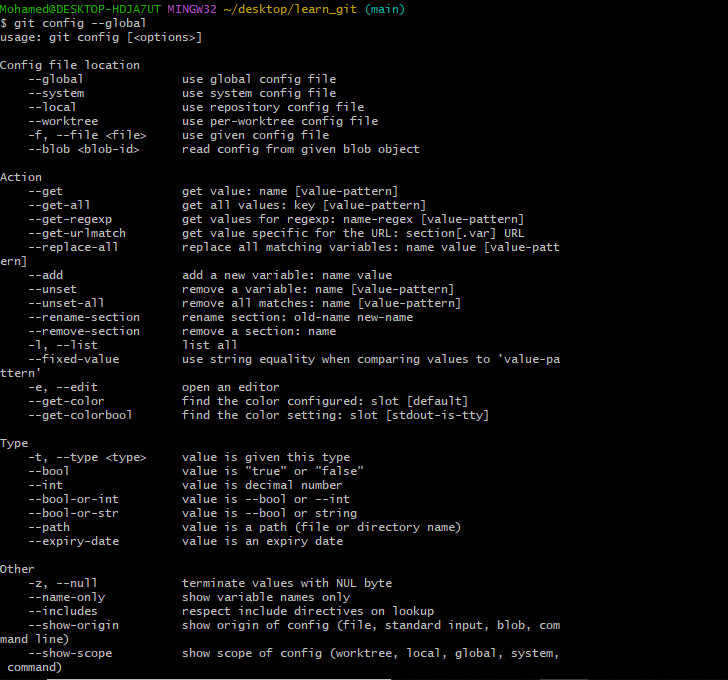 Mohamed@DESKTOP-HDJA7UT MINGW32 ~/desktop/learn_git (main)
$ git config --global
usage: git config [<options>]

Config file location
    --global              use global config file
    --system              use system config file
    --local               use repository config file
    --worktree            use per-worktree config file
    -f, --file <file>     use given config file
    --blob <blob-id>      read config from given blob object

Action
    --get                 get value: name [value-pattern]
    --get-all             get all values: key [value-pattern]
    --get-regexp          get values for regexp: name-regex [value-pattern]
    --get-urlmatch        get value specific for the URL: section[.var] URL
    --replace-all         replace all matching variables: name value [value-patt
ern]
    --add                 add a new variable: name value
    --unset               remove a variable: name [value-pattern]
    --unset-all           remove all matches: name [value-pattern]
    --rename-section      rename section: old-name new-name
    --remove-section      remove a section: name
    -l, --list            list all
    --fixed-value         use string equality when comparing values to 'value-pa
ttern'
    -e, --edit            open an editor
    --get-color           find the color configured: slot [default]
    --get-colorbool       find the color setting: slot [stdout-is-tty]

Type
    -t, --type <type>     value is given this type
    --bool                value is "true" or "false"
    --int                 value is decimal number
    --bool-or-int         value is --bool or --int
    --bool-or-str         value is --bool or string
    --path                value is a path (file or directory name)
    --expiry-date         value is an expiry date

Other
    -z, --null            terminate values with NUL byte
    --name-only           show variable names only
    --includes            respect include directives on lookup
    --show-origin         show origin of config (file, standard input, blob, com
mand line)
    --show-scope          show scope of config (worktree, local, global, system,
 command)